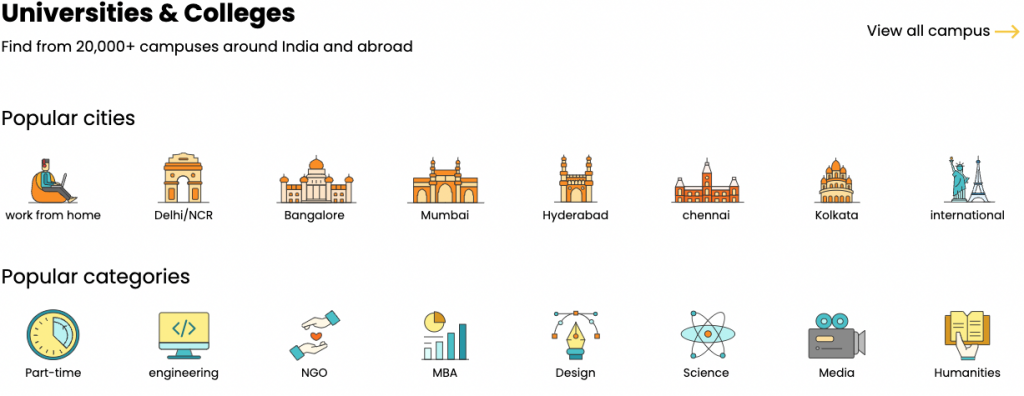 Universities & Colleges
Find from 20,000+ campuses around India and abroad
View all campus
Popular cities
work from home
Delhi/NCR
Bangalore
Mumbai
Hyderabad
chennai
Kolkata
international
Popular categories
Part-time
engineering
NGO
MBA
Design
Science
Media
Humanities